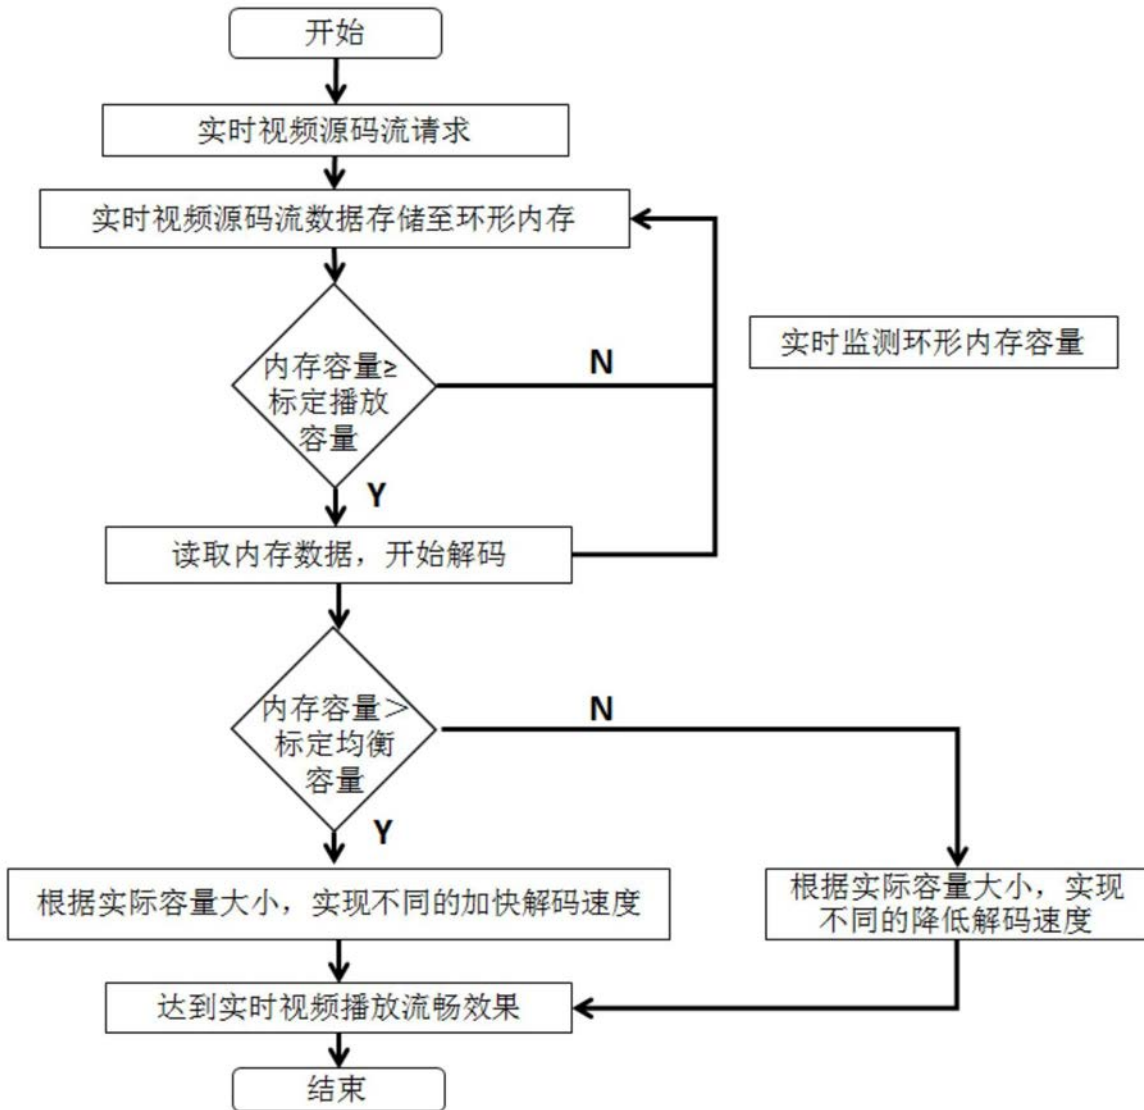 开始
实时视频源码流请求
实时视频源码流数据存储至环形内存
实时监测环形内存容量
内存容量≥
标定播放
容量
N
Y
读取内存数据，开始解码
内存容量＞
标定均衡
容量
N
Y
根据实际容量大小，实现不同的加快解码速度
根据实际容量大小，实现
不同的降低解码速度
达到实时视频播放流畅效果
结束